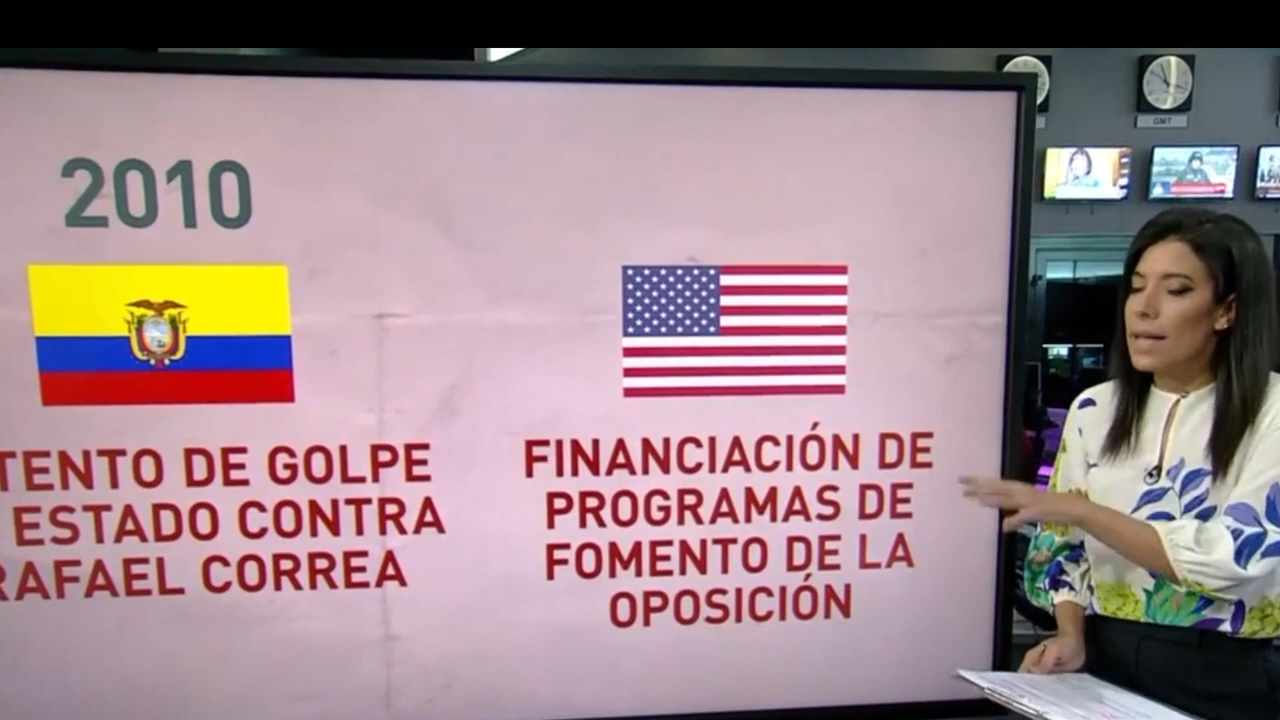 2010
TENTO DE GOLPE
ESTADO CONTRA
RAFAEL CORREA
FINANCIACIÓN DE
PROGRAMAS DE
FOMENTO DE LA
OPOSICIÓN
GMT